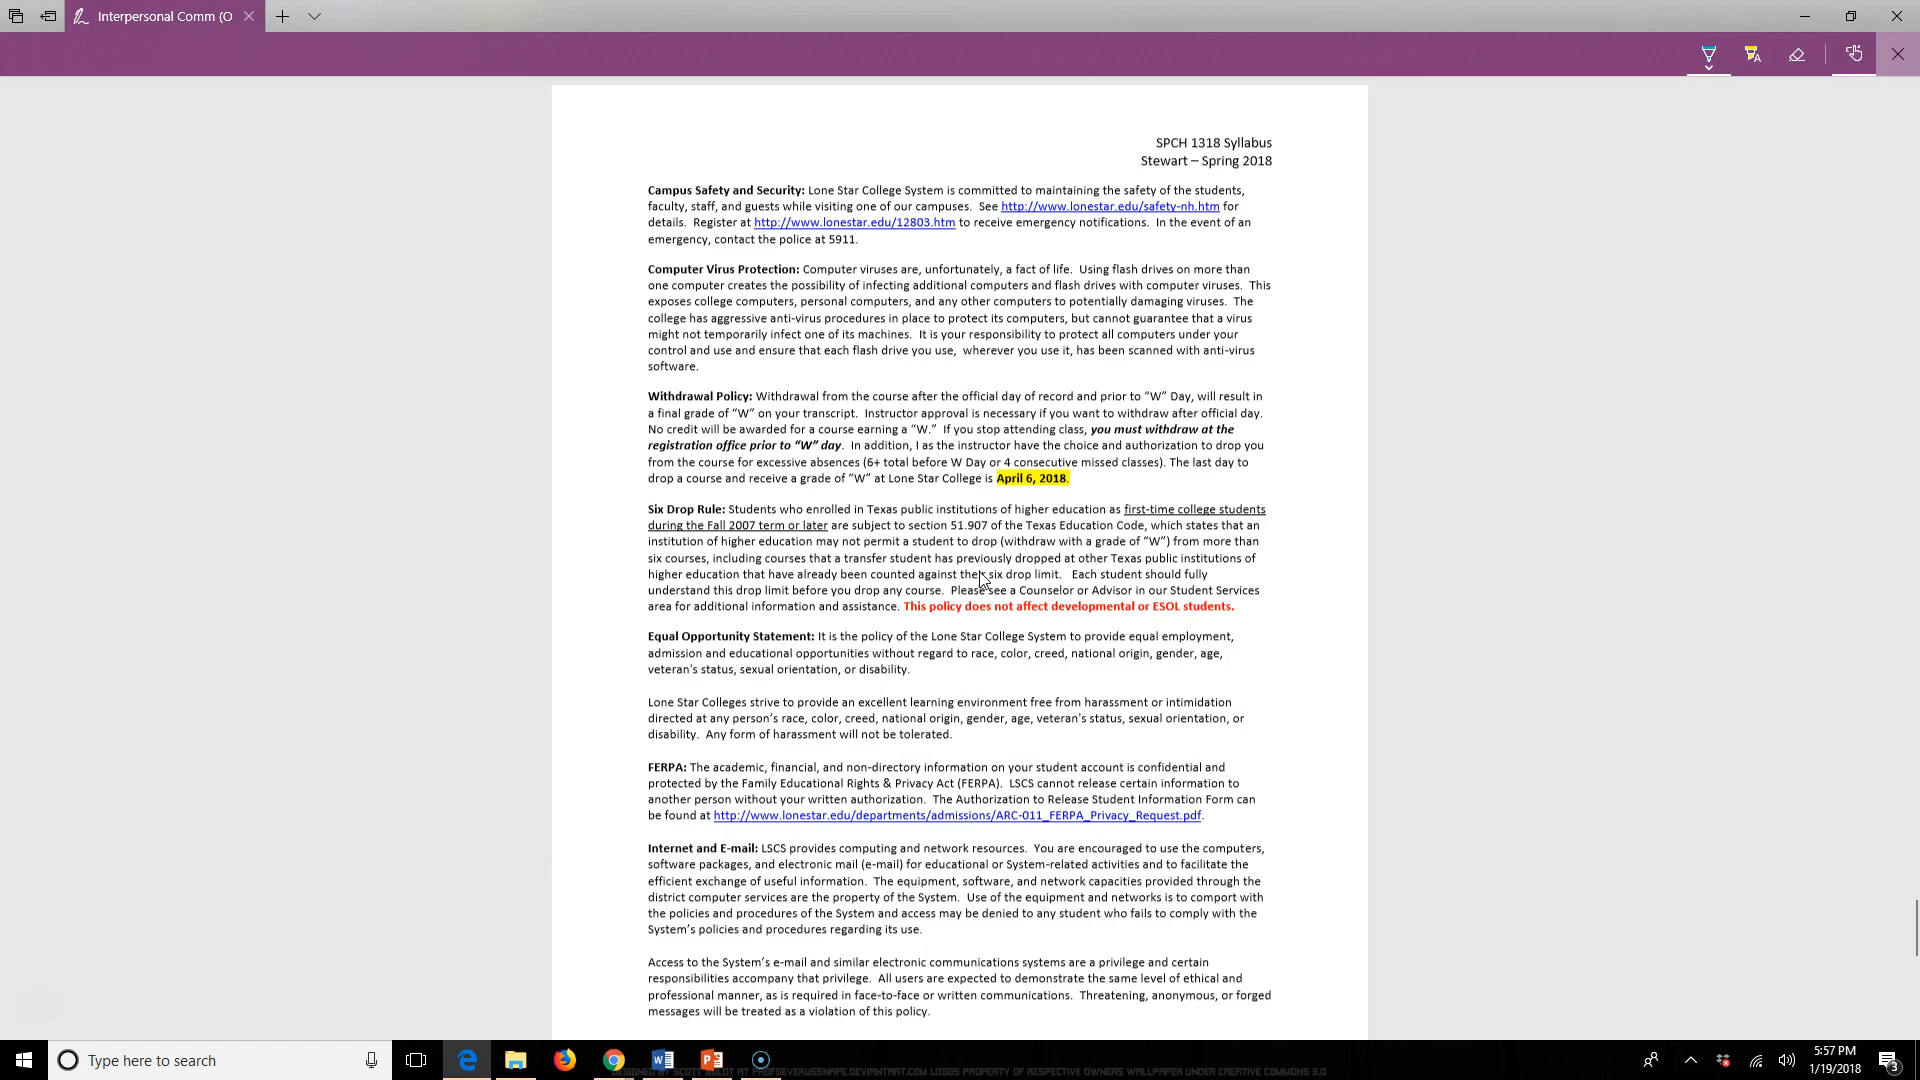 Interpersonal Comm (O
SPCH 1318 Syllabus
Stewart – Spring 2018
Campus Safety and Security: Lone Star College System is committed to maintaining the safety of the students,
faculty, staff, and guests while visiting one of our campuses.  See http://www.lonestar.edu/safety-nh.htm for
details.  Register at http://www.lonestar.edu/12803.htm to receive emergency notifications.  In the event of an
emergency, contact the police at 5911.
Computer Virus Protection: Computer viruses are, unfortunately, a fact of life.  Using flash drives on more than
one computer creates the possibility of infecting additional computers and flash drives with computer viruses.  This
exposes college computers, personal computers, and any other computers to potentially damaging viruses.  The
college has aggressive anti-virus procedures in place to protect its computers, but cannot guarantee that a virus
might not temporarily infect one of its machines.  It is your responsibility to protect all computers under your
control and use and ensure that each flash drive you use,  wherever you use it, has been scanned with anti-virus
software.
Withdrawal Policy: Withdrawal from the course after the official day of record and prior to “W” Day, will result in
a final grade of “W” on your transcript.  Instructor approval is necessary if you want to withdraw after official day.
No credit will be awarded for a course earning a “W.”  If you stop attending class, you must withdraw at the
registration office prior to “W” day.  In addition, I as the instructor have the choice and authorization to drop you
from the course for excessive absences (6+ total before W Day or 4 consecutive missed classes). The last day to
drop a course and receive a grade of “W” at Lone Star College is April 6, 2018.
Six Drop Rule: Students who enrolled in Texas public institutions of higher education as first-time college students
during the Fall 2007 term or later are subject to section 51.907 of the Texas Education Code, which states that an
institution of higher education may not permit a student to drop (withdraw with a grade of “W”) from more than
six courses, including courses that a transfer student has previously dropped at other Texas public institutions of
higher education that have already been counted against their six drop limit.   Each student should fully
understand this drop limit before you drop any course.  Please see a Counselor or Advisor in our Student Services
area for additional information and assistance. This policy does not affect developmental or ESOL students.
Equal Opportunity Statement: It is the policy of the Lone Star College System to provide equal employment,
admission and educational opportunities without regard to race, color, creed, national origin, gender, age,
veteran's status, sexual orientation, or disability.
Lone Star Colleges strive to provide an excellent learning environment free from harassment or intimidation
directed at any person’s race, color, creed, national origin, gender, age, veteran's status, sexual orientation, or
disability.  Any form of harassment will not be tolerated.
FERPA: The academic, financial, and non-directory information on your student account is confidential and
protected by the Family Educational Rights & Privacy Act (FERPA).  LSCS cannot release certain information to
another person without your written authorization.  The Authorization to Release Student Information Form can
be found at http://www.lonestar.edu/departments/admissions/ARC-011_FERPA_Privacy_Request.pdf.
Internet and E-mail: LSCS provides computing and network resources.  You are encouraged to use the computers,
software packages, and electronic mail (e-mail) for educational or System-related activities and to facilitate the
efficient exchange of useful information.  The equipment, software, and network capacities provided through the
district computer services are the property of the System.  Use of the equipment and networks is to comport with
the policies and procedures of the System and access may be denied to any student who fails to comply with the
System’s policies and procedures regarding its use.
Access to the System’s e-mail and similar electronic communications systems are a privilege and certain
responsibilities accompany that privilege.  All users are expected to demonstrate the same level of ethical and
professional manner, as is required in face-to-face or written communications.  Threatening, anonymous, or forged
messages will be treated as a violation of this policy.
Type here to search
5:57 PM
1/19/2018
3